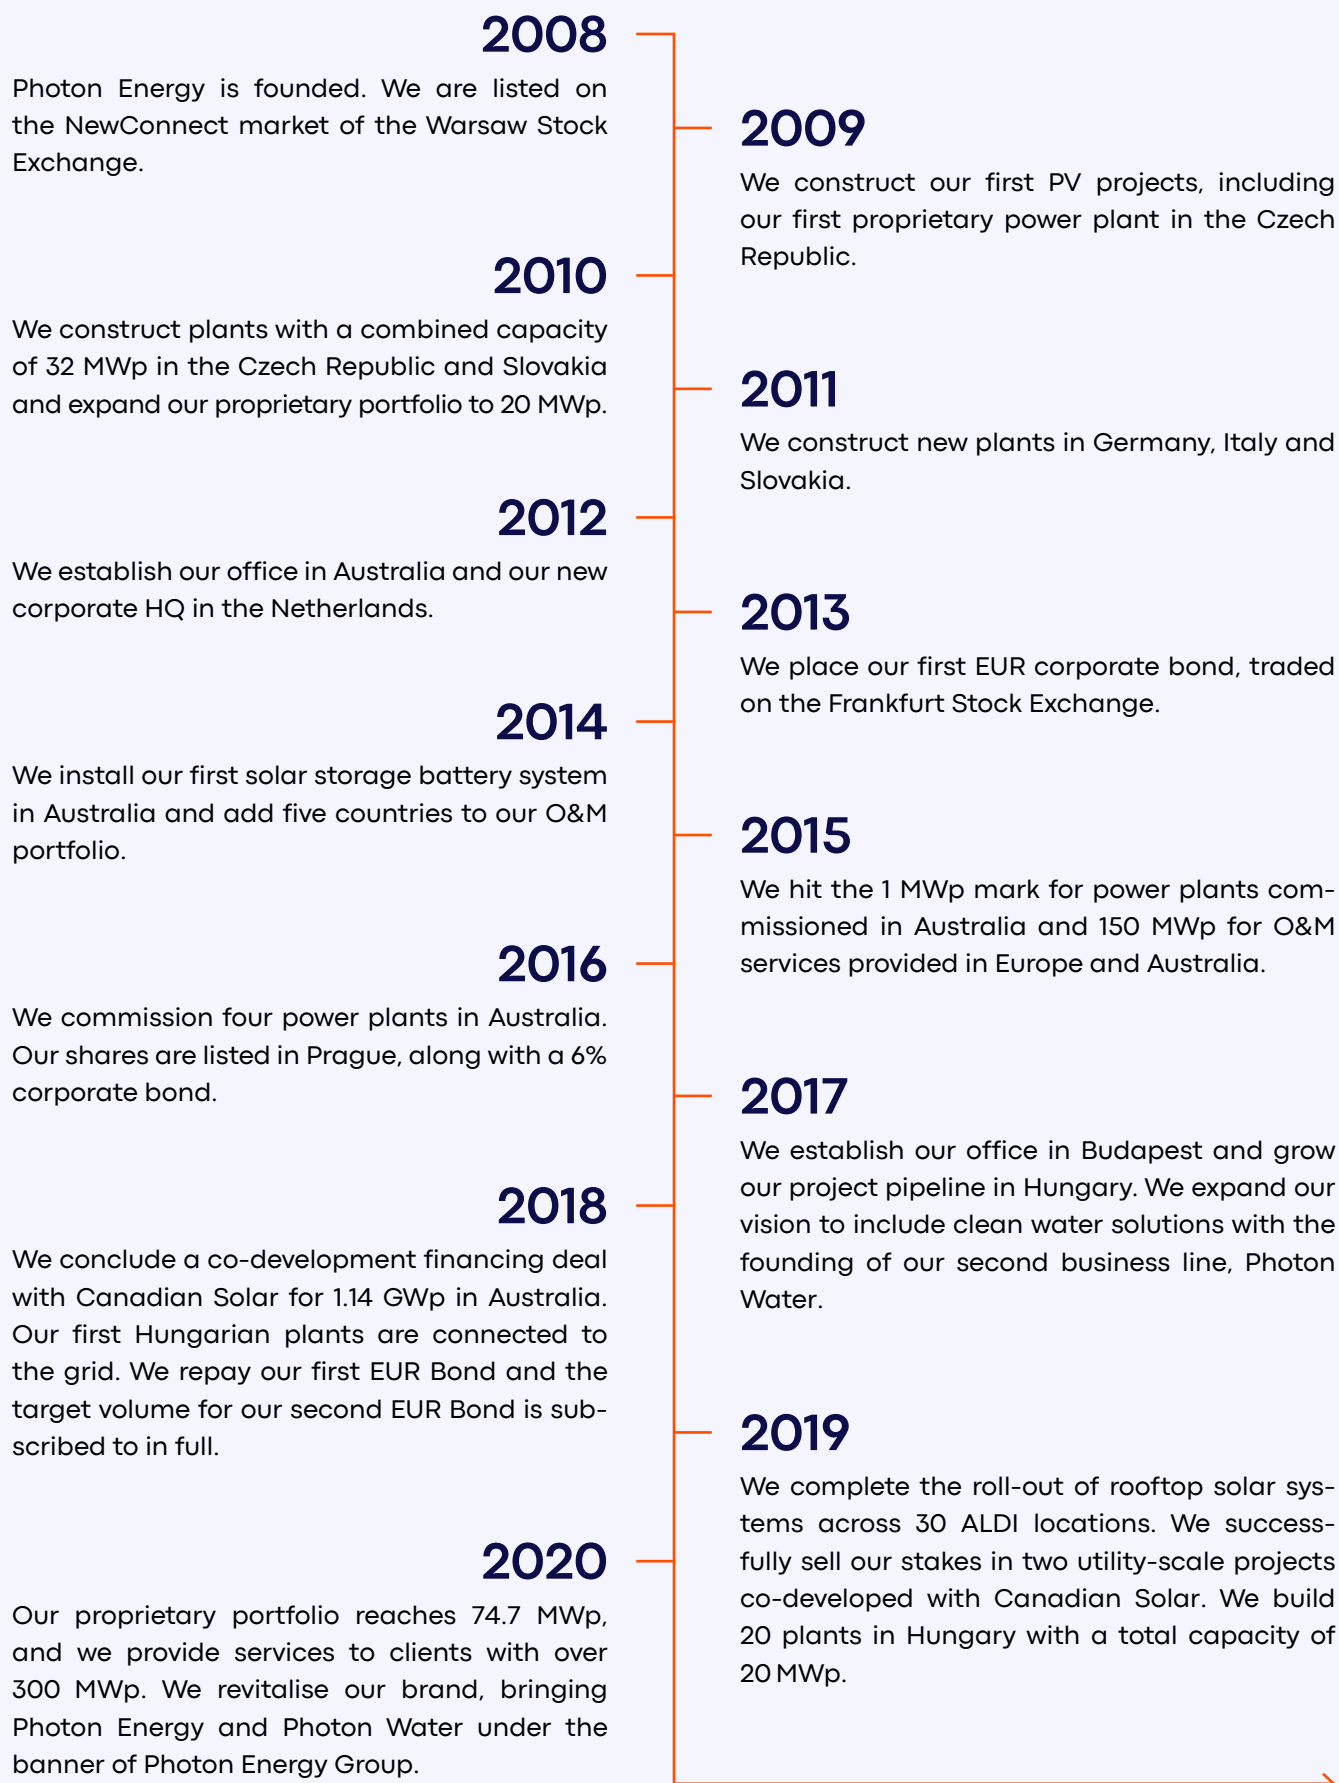 2008
Photon Energy is founded. We are listed on
the NewConnect market of the Warsaw Stock
Exchange.
2009
We construct our first PV projects, including
our first proprietary power plant in the Czech
Republic.
2010
We construct plants with a combined capacity
of 32 MWp in the Czech Republic and Slovakia
and expand our proprietary portfolio to 20 MWp.
2011
We construct new plants in Germany, Italy and
Slovakia.
2012
We establish our office in Australia and our new
corporate HQ in the Netherlands.
2013
We place our first EUR corporate bond, traded
on the Frankfurt Stock Exchange.
2014
We install our first solar storage battery system
in Australia and add five countries to our O&M
portfolio.
2015
We hit the 1 MWp mark for power plants com-
missioned in Australia and 150 MWp for O&M
services provided in Europe and Australia.
2016
We commission four power plants in Australia.
Our shares are listed in Prague, along with a 6%
corporate bond.
2017
We establish our office in Budapest and grow
our project pipeline in Hungary. We expand our
vision to include clean water solutions with the
founding of our second business line, Photon
Water.
2018
We conclude a co-development financing deal
with Canadian Solar for 1.14 GWp in Australia.
Our first Hungarian plants are connected to
the grid. We repay our first EUR Bond and the
target volume for our second EUR Bond is sub-
scribed to in full.
2019
We complete the roll-out of rooftop solar sys-
tems across 30 ALDI locations. We success-
fully sell our stakes in two utility-scale projects
co-developed with Canadian Solar. We build
20 plants in Hungary with a total capacity of
20 MWp.
2020
Our proprietary portfolio reaches 74.7 MWp,
and we provide services to clients with over
300 MWp. We revitalise our brand, bringing
Photon Energy and Photon Water under the
banner of Photon Energy Group.